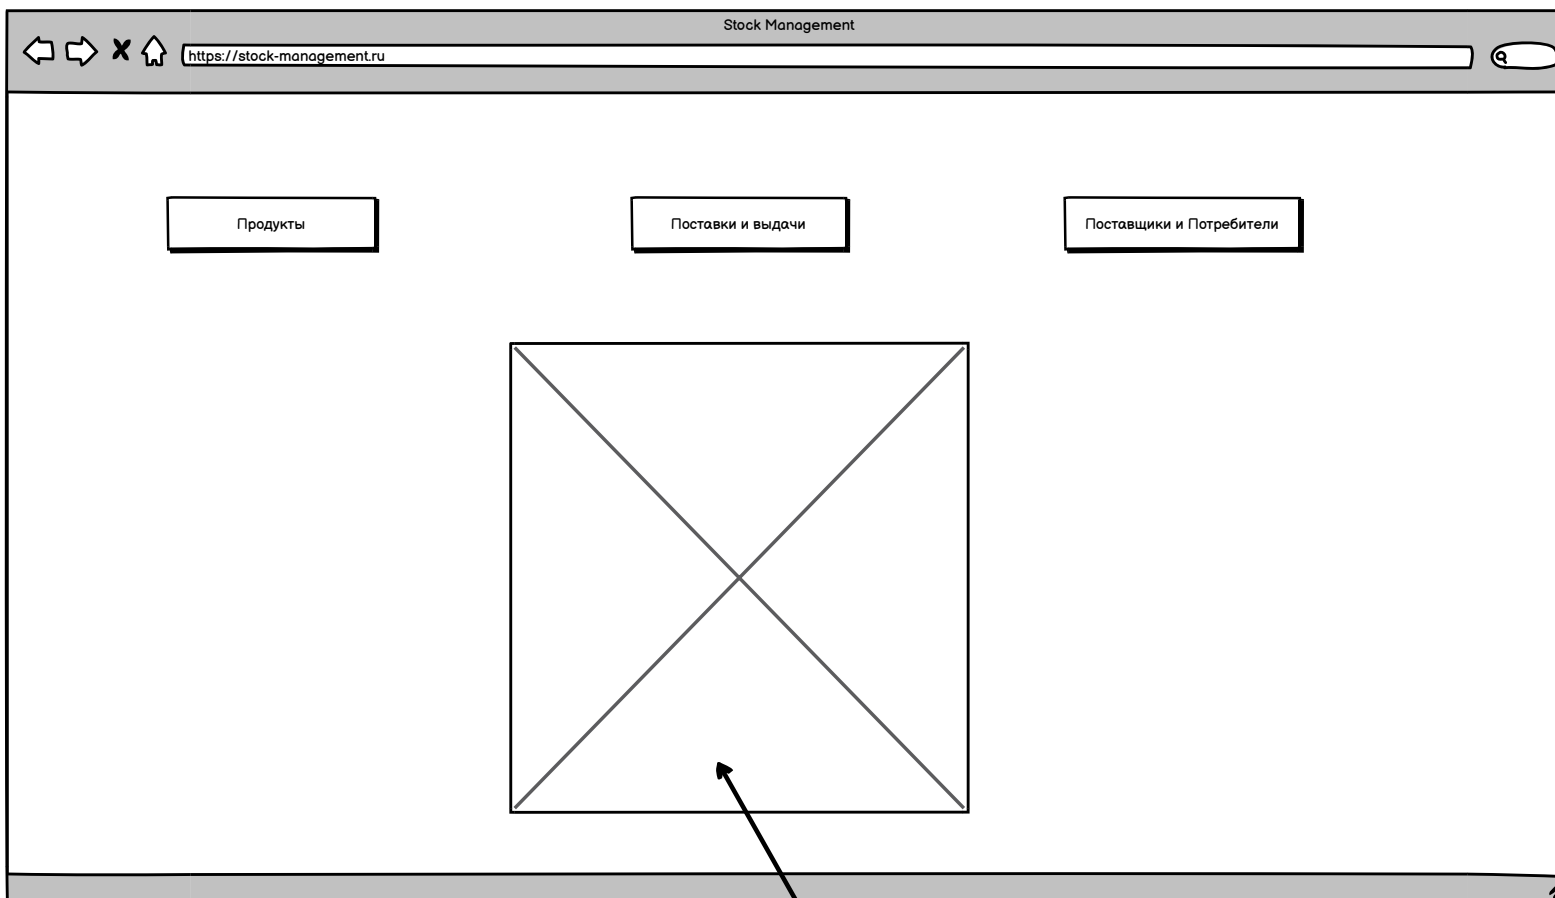 Stock Management
https://stock-management.ru
Продукты
Поставки и выдачи
Поставщики и Потребители